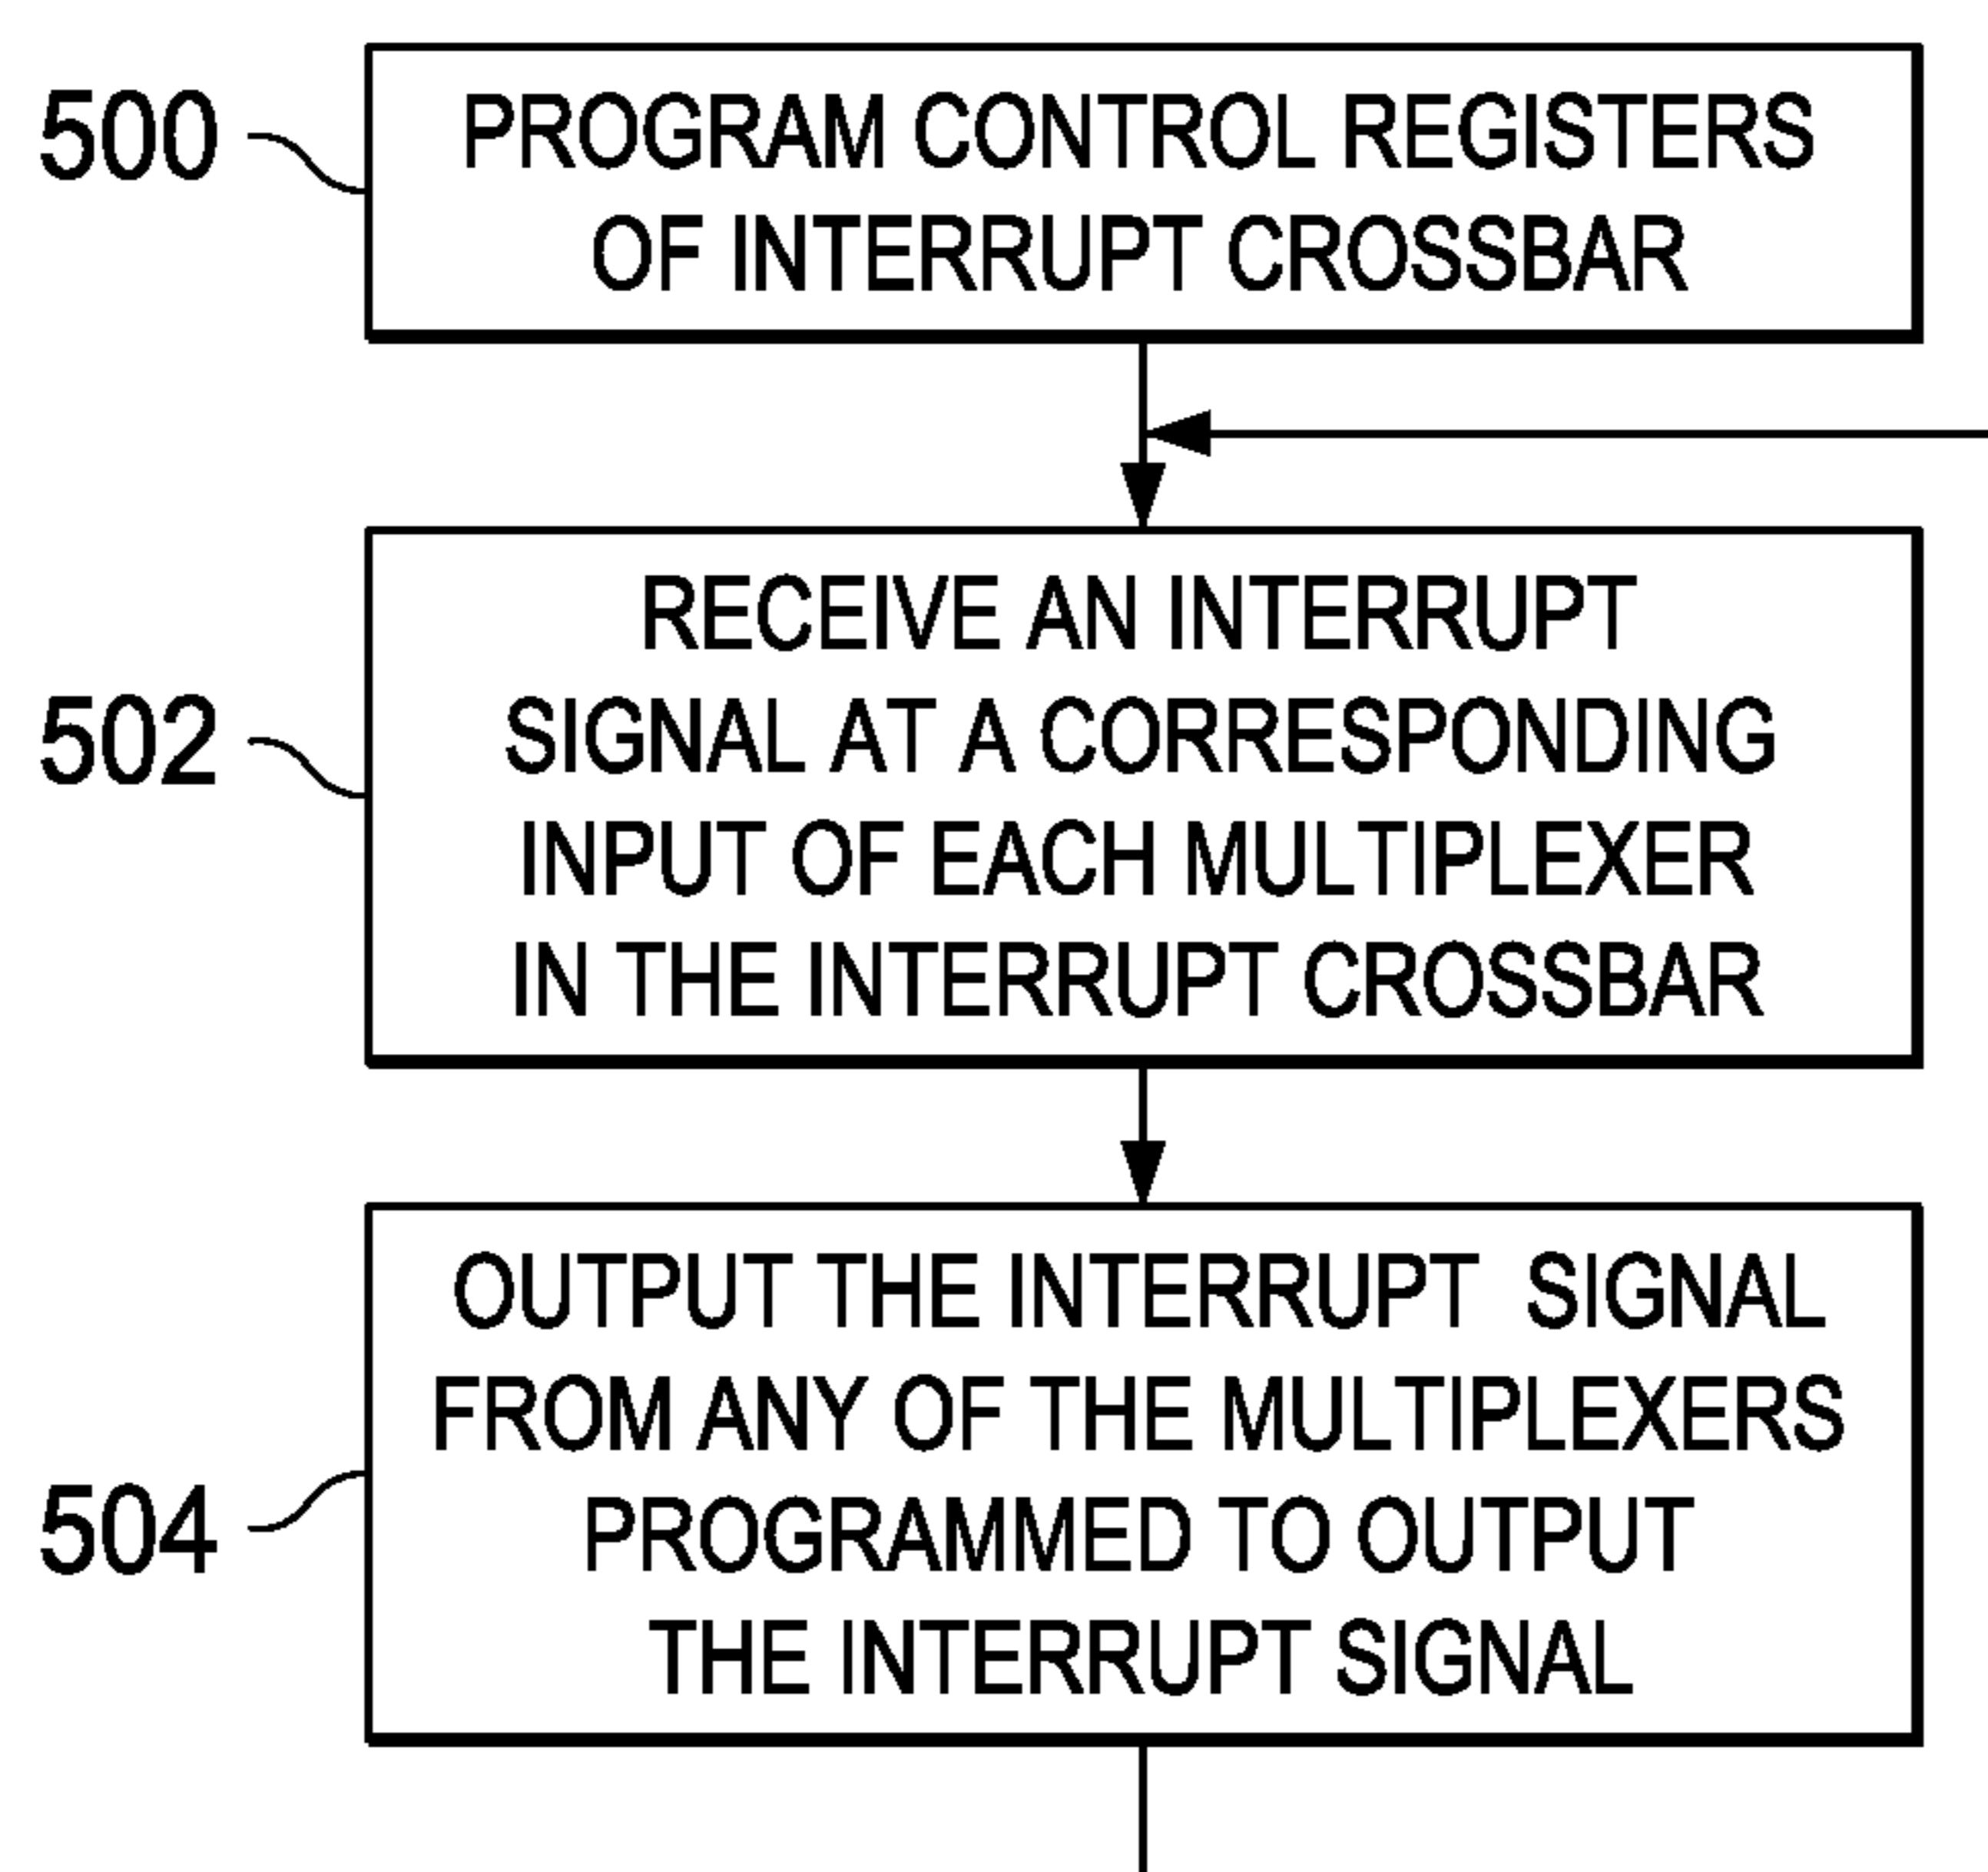 500
PROGRAM CONTROL REGISTERS
OF INTERRUPT CROSSBAR
502
RECEIVE AN INTERRUPT
SIGNAL AT A CORRESPONDING
INPUT OF EACH MULTIPLEXER
IN THE INTERRUPT CROSSBAR
504
OUTPUT THE INTERRUPT SIGNAL
FROM ANY OF THE MULTIPLEXERS
PROGRAMMED TO OUTPUT
THE INTERRUPT SIGNAL